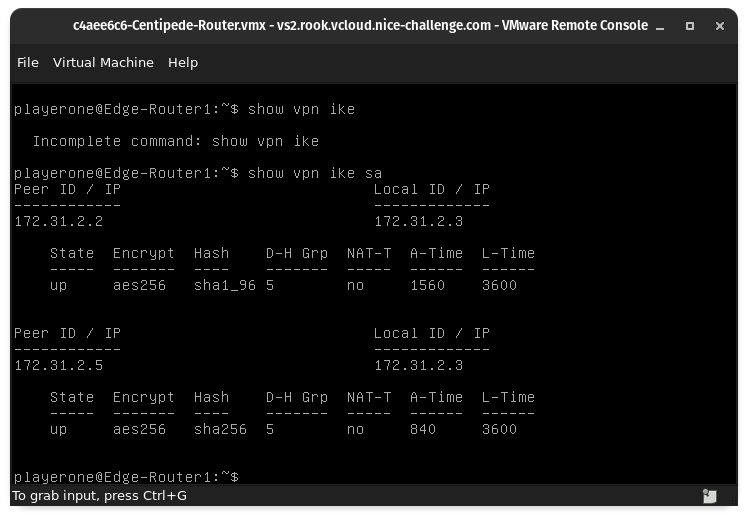 c4aee6c6-Centipede-Router.vmx - vs2.rook.vcloud.nice-challenge.com - VMware Remote Console
File Virtual Machine Help
playerone@Edge-Router1:~$ show vpn ike
Incomplete command: show vpn ike
playerone@Edge-Router1:~$ show vpn ike sa
Peer ID / IP Local ID / IP
------------ -------------
172.31.2.2 172.31.2.3
State Encrypt Hash D-H Grp NAT-T A-Time L-Time
----- ------- ---- ------- ----- ------ ------
up aes256 sha1_96 5 no 1560 3600
Peer ID / IP Local ID / IP
------------ -------------
172.31.2.5 172.31.2.3
State Encrypt Hash D-H Grp NAT-T A-Time L-Time
----- ------- ---- ------- ----- ------ ------
up aes256 sha256 5 no 840 3600
playerone@Edge-Router1:~$
To grab input, press Ctrl+G